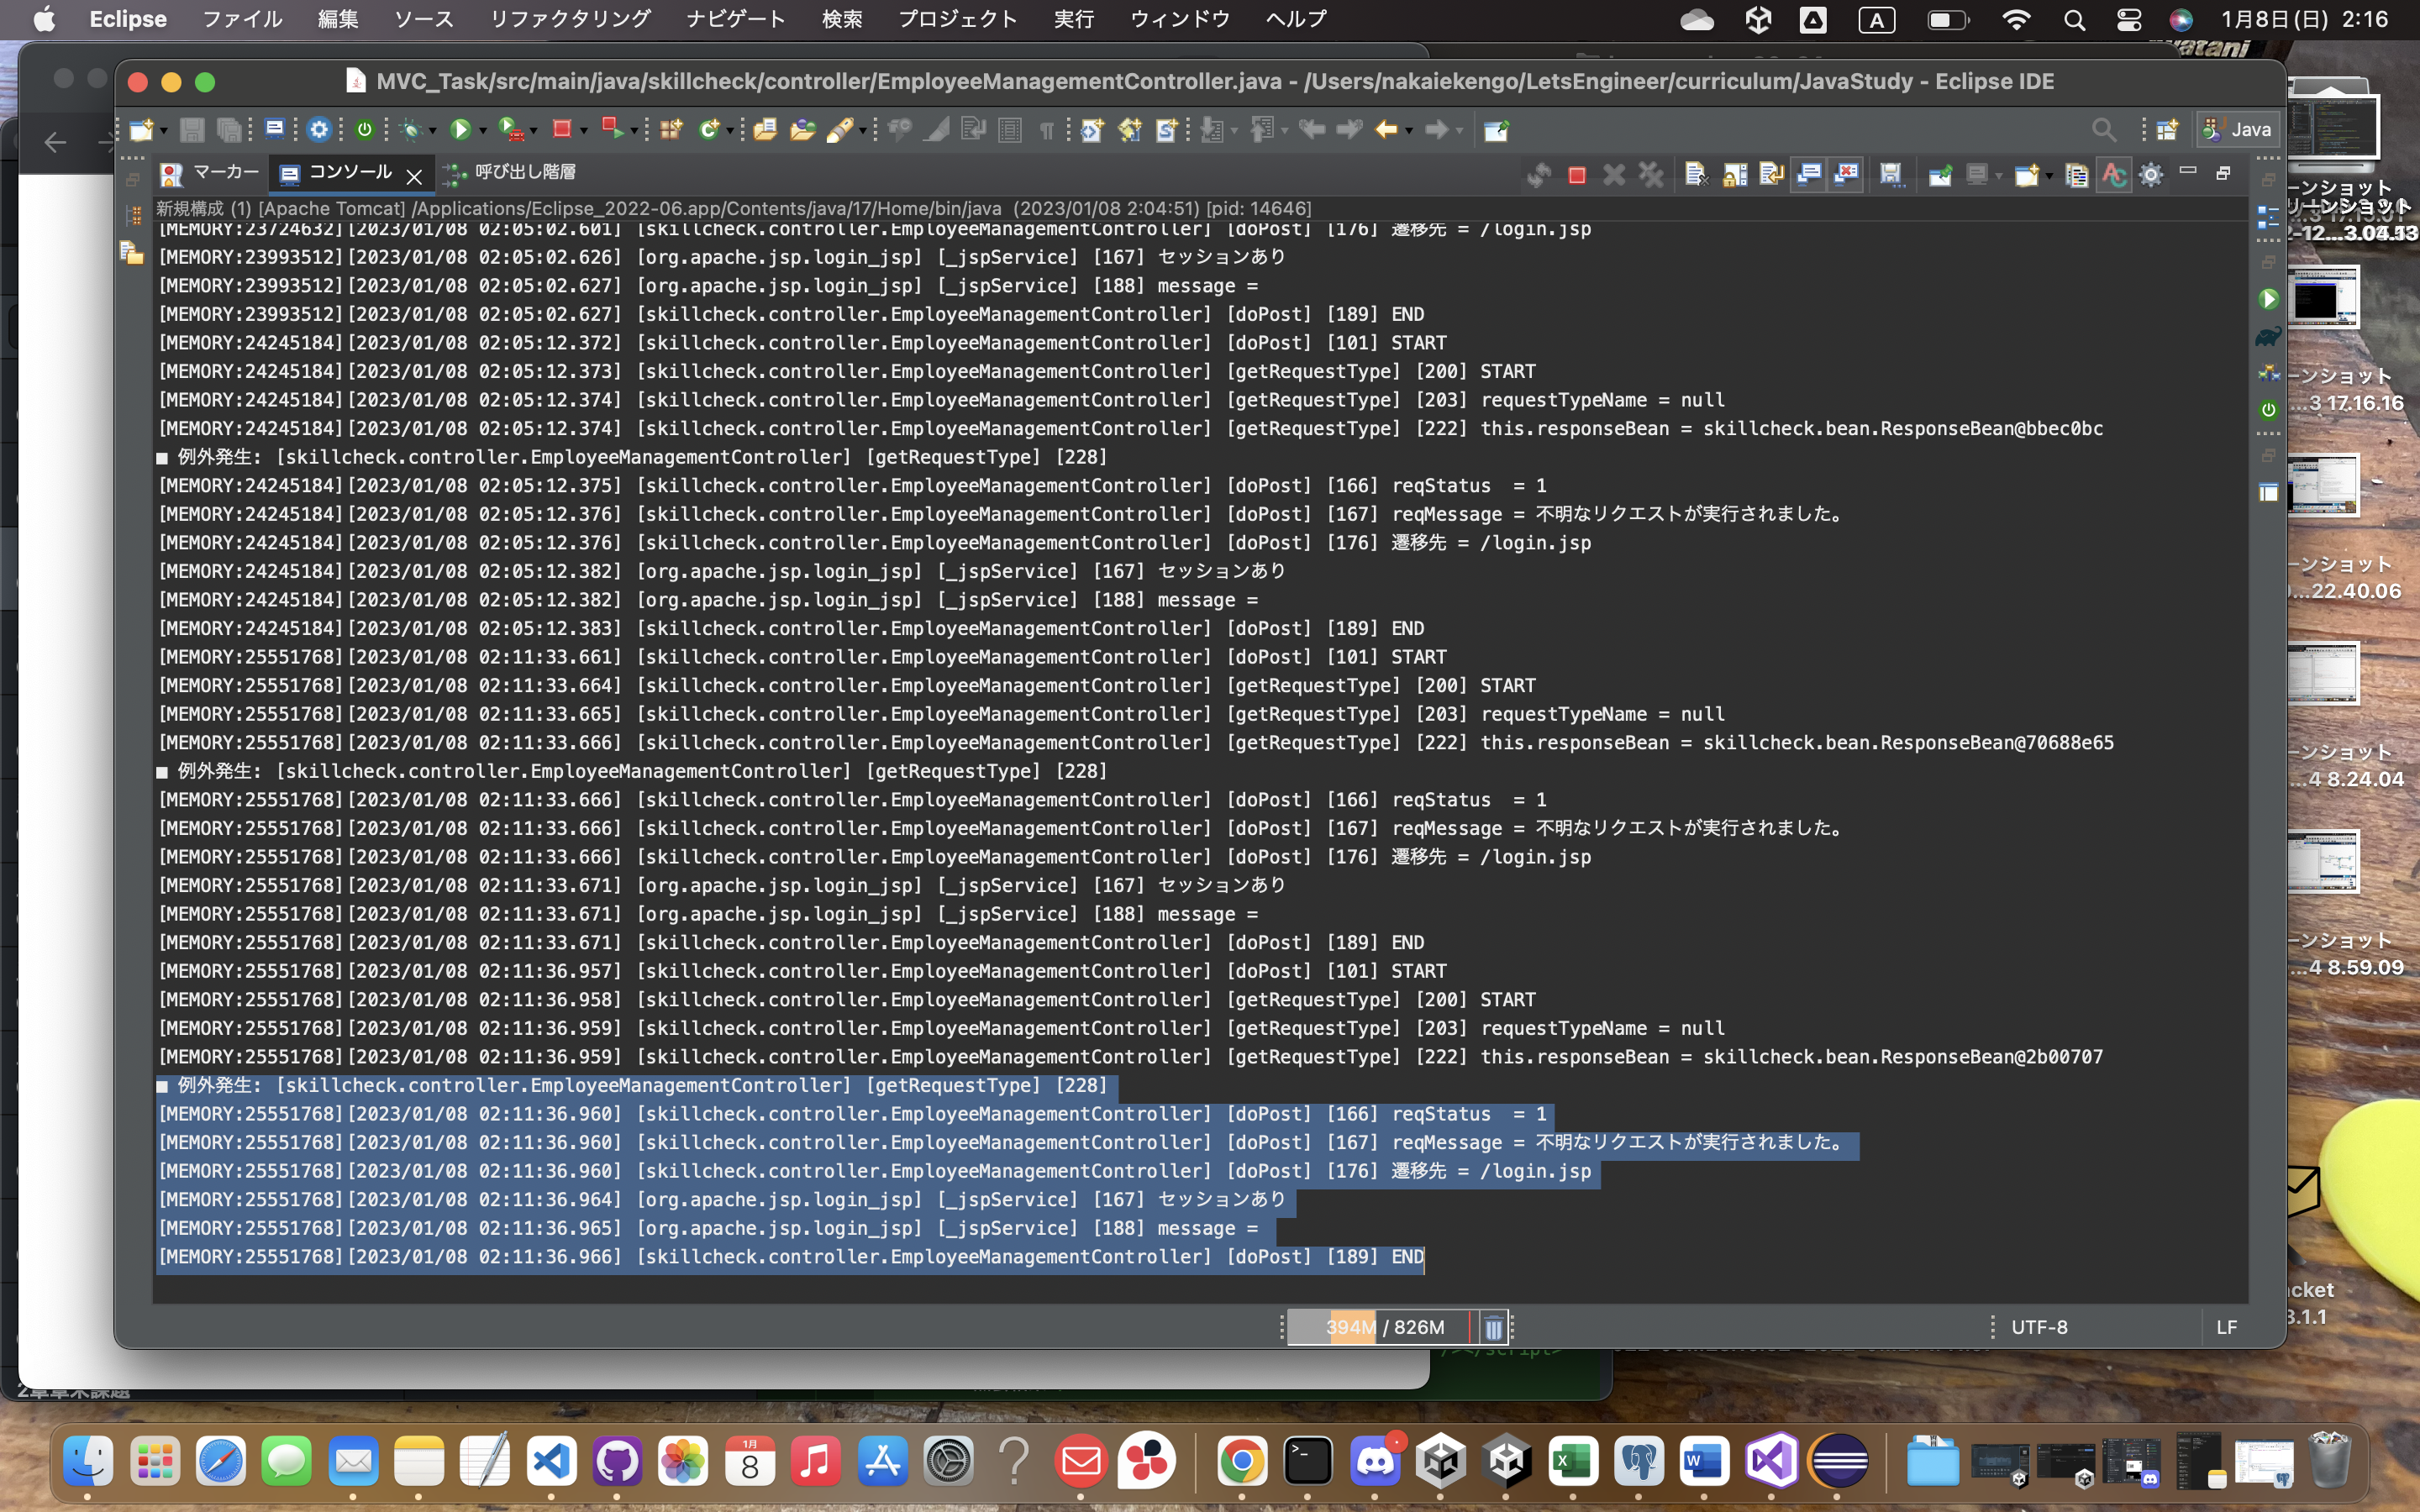 Eclipse ファイル 編集 ソース リファクタリング ナビゲート 検索 プロジェクト 実行 ウィンドウ ヘルプ A 1月8日(日) 2:16
MVC_Task/src/main/java/skillcheck/controller/EmployeeManagementController.java - /Users/nakaiekengo/LetsEngineer/curriculum/JavaStudy - Eclipse IDE
Java
マーカー コンソール 呼び出し階層
新規構成 (1) [Apache Tomcat] /Applications/Eclipse_2022-06.app/Contents/java/17/Home/bin/java (2023/01/08 2:04:51) [pid: 14646]
[MEMORY:23724632][2023/01/08 02:05:02.601] [skillcheck.controller.EmployeeManagementController] [doPost] [176] 遷移先 = /login.jsp
[MEMORY:23993512][2023/01/08 02:05:02.626] [org.apache.jsp.login_jsp] [_jspService] [167] セッションあり
[MEMORY:23993512][2023/01/08 02:05:02.627] [org.apache.jsp.login_jsp] [_jspService] [188] message =
[MEMORY:23993512][2023/01/08 02:05:02.627] [skillcheck.controller.EmployeeManagementController] [doPost] [189] END
[MEMORY:24245184][2023/01/08 02:05:12.372] [skillcheck.controller.EmployeeManagementController] [doPost] [101] START
[MEMORY:24245184][2023/01/08 02:05:12.373] [skillcheck.controller.EmployeeManagementController] [getRequestType] [200] START
[MEMORY:24245184][2023/01/08 02:05:12.374] [skillcheck.controller.EmployeeManagementController] [getRequestType] [203] requestTypeName = null
[MEMORY:24245184][2023/01/08 02:05:12.374] [skillcheck.controller.EmployeeManagementController] [getRequestType] [222] this.responseBean = skillcheck.bean.ResponseBean@bbec0bc
■ 例外発生: [skillcheck.controller.EmployeeManagementController] [getRequestType] [228]
[MEMORY:24245184][2023/01/08 02:05:12.375] [skillcheck.controller.EmployeeManagementController] [doPost] [166] reqStatus  = 1
[MEMORY:24245184][2023/01/08 02:05:12.376] [skillcheck.controller.EmployeeManagementController] [doPost] [167] reqMessage = 不明なリクエストが実行されました。
[MEMORY:24245184][2023/01/08 02:05:12.376] [skillcheck.controller.EmployeeManagementController] [doPost] [176] 遷移先 = /login.jsp
[MEMORY:24245184][2023/01/08 02:05:12.382] [org.apache.jsp.login_jsp] [_jspService] [167] セッションあり
[MEMORY:24245184][2023/01/08 02:05:12.382] [org.apache.jsp.login_jsp] [_jspService] [188] message =
[MEMORY:24245184][2023/01/08 02:05:12.383] [skillcheck.controller.EmployeeManagementController] [doPost] [189] END
[MEMORY:25551768][2023/01/08 02:11:33.661] [skillcheck.controller.EmployeeManagementController] [doPost] [101] START
[MEMORY:25551768][2023/01/08 02:11:33.664] [skillcheck.controller.EmployeeManagementController] [getRequestType] [200] START
[MEMORY:25551768][2023/01/08 02:11:33.665] [skillcheck.controller.EmployeeManagementController] [getRequestType] [203] requestTypeName = null
[MEMORY:25551768][2023/01/08 02:11:33.666] [skillcheck.controller.EmployeeManagementController] [getRequestType] [222] this.responseBean = skillcheck.bean.ResponseBean@70688e65
■ 例外発生: [skillcheck.controller.EmployeeManagementController] [getRequestType] [228]
[MEMORY:25551768][2023/01/08 02:11:33.666] [skillcheck.controller.EmployeeManagementController] [doPost] [166] reqStatus  = 1
[MEMORY:25551768][2023/01/08 02:11:33.666] [skillcheck.controller.EmployeeManagementController] [doPost] [167] reqMessage = 不明なリクエストが実行されました。
[MEMORY:25551768][2023/01/08 02:11:33.666] [skillcheck.controller.EmployeeManagementController] [doPost] [176] 遷移先 = /login.jsp
[MEMORY:25551768][2023/01/08 02:11:33.671] [org.apache.jsp.login_jsp] [_jspService] [167] セッションあり
[MEMORY:25551768][2023/01/08 02:11:33.671] [org.apache.jsp.login_jsp] [_jspService] [188] message =
[MEMORY:25551768][2023/01/08 02:11:33.671] [skillcheck.controller.EmployeeManagementController] [doPost] [189] END
[MEMORY:25551768][2023/01/08 02:11:36.957] [skillcheck.controller.EmployeeManagementController] [doPost] [101] START
[MEMORY:25551768][2023/01/08 02:11:36.958] [skillcheck.controller.EmployeeManagementController] [getRequestType] [200] START
[MEMORY:25551768][2023/01/08 02:11:36.959] [skillcheck.controller.EmployeeManagementController] [getRequestType] [203] requestTypeName = null
[MEMORY:25551768][2023/01/08 02:11:36.959] [skillcheck.controller.EmployeeManagementController] [getRequestType] [222] this.responseBean = skillcheck.bean.ResponseBean@2b00707
■ 例外発生: [skillcheck.controller.EmployeeManagementController] [getRequestType] [228]
[MEMORY:25551768][2023/01/08 02:11:36.960] [skillcheck.controller.EmployeeManagementController] [doPost] [166] reqStatus  = 1
[MEMORY:25551768][2023/01/08 02:11:36.960] [skillcheck.controller.EmployeeManagementController] [doPost] [167] reqMessage = 不明なリクエストが実行されました。
[MEMORY:25551768][2023/01/08 02:11:36.960] [skillcheck.controller.EmployeeManagementController] [doPost] [176] 遷移先 = /login.jsp
[MEMORY:25551768][2023/01/08 02:11:36.964] [org.apache.jsp.login_jsp] [_jspService] [167] セッションあり
[MEMORY:25551768][2023/01/08 02:11:36.965] [org.apache.jsp.login_jsp] [_jspService] [188] message =
[MEMORY:25551768][2023/01/08 02:11:36.966] [skillcheck.controller.EmployeeManagementController] [doPost] [189] END
394M / 826M UTF-8 LF
ーンショット
...3 17.16.16
ーンショット
...22.40.06
ーンショット
...4 8.24.04
ーンショット
...4 8.59.09
cket
3.1.1
1月
8